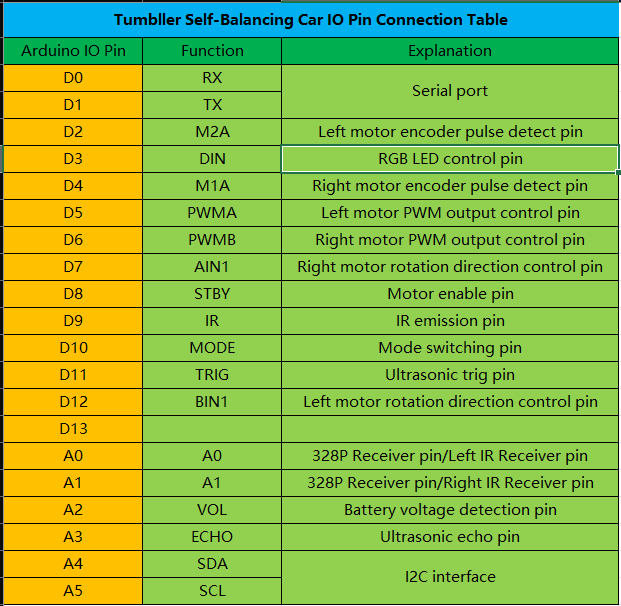 Tumbller Self-Balancing Car IO Pin Connection Table
Arduino IO Pin Function Explanation
D0 RX Serial port
D1 TX
D2 M2A Left motor encoder pulse detect pin
D3 DIN RGB LED control pin
D4 M1A Right motor encoder pulse detect pin
D5 PWMA Left motor PWM output control pin
D6 PWMB Right motor PWM output control pin
D7 AIN1 Right motor rotation direction control pin
D8 STBY Motor enable pin
D9 IR IR emission pin
D10 MODE Mode switching pin
D11 TRIG Ultrasonic trig pin
D12 BIN1 Left motor rotation direction control pin
D13
A0 A0 328P Receiver pin/Left IR Receiver pin
A1 A1 328P Receiver pin/Right IR Receiver pin
A2 VOL Battery voltage detection pin
A3 ECHO Ultrasonic echo pin
A4 SDA I2C interface
A5 SCL